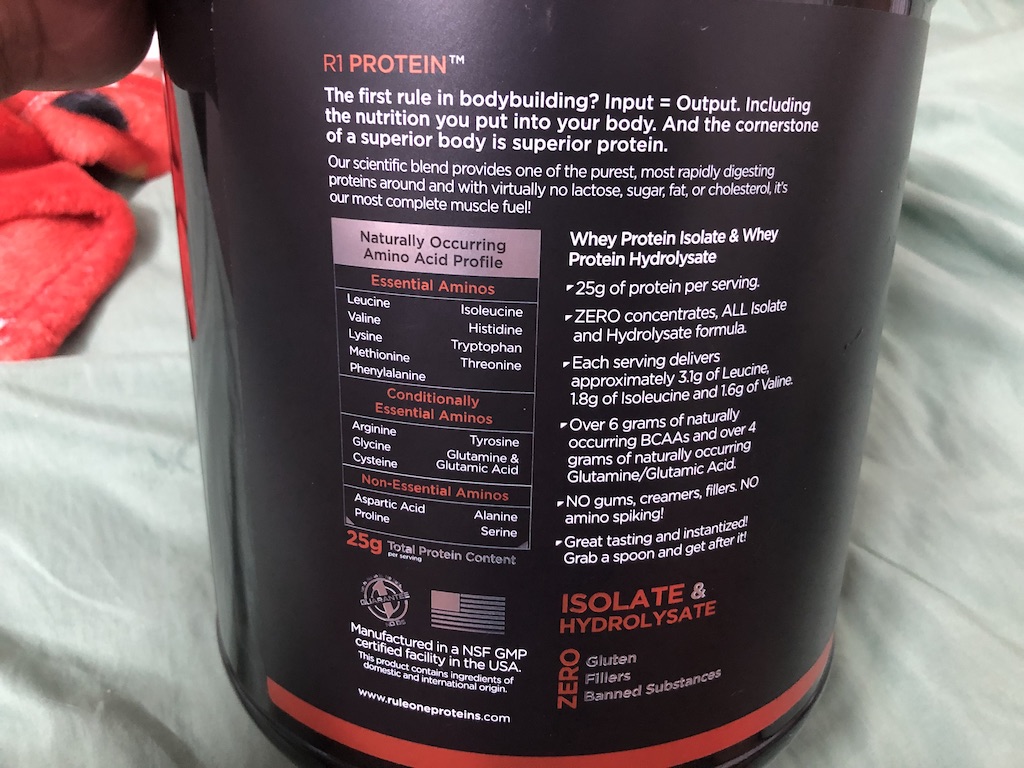 R1 PROTEIN™
The first rule in bodybuilding? Input = Output. Including
the nutrition you put into your body. And the cornerstone
of a superior body is superior protein.
Our scientific blend provides one of the purest, most rapidly digesting
proteins around and with virtually no lactose, sugar, fat, or cholesterol, it's
our most complete muscle fuel!
Naturally Occurring
Amino Acid Profile
Essential Aminos
Leucine
Valine
Lysine
Methionine
Phenylalanine
Isoleucine
Histidine
Tryptophan
Threonine
Conditionally
Essential Aminos
Arginine
Glycine
Cysteine
Tyrosine
Glutamine &
Glutamic Acid
Non-Essential Aminos
Aspartic Acid
Proline
Alanine
Serine
25g Total Protein Content
per serving
GUARANTEE
Manufactured in a NSF GMP
certified facility in the USA.
This product contains ingredients of
domestic and international origin.
www.ruleoneproteins.com
Whey Protein Isolate & Whey
Protein Hydrolysate
25g of protein per serving.
ZERO concentrates, ALL Isolate
and Hydrolysate formula.
Each serving delivers
approximately 3.1g of Leucine,
1.8g of Isoleucine and 1.6g of Valine.
Over 6 grams of naturally
occurring BCAAs and over 4
grams of naturally occurring
Glutamine/Glutamic Acid.
NO gums, creamers, fillers. NO
amino spiking!
Great tasting and instantized!
Grab a spoon and get after it!
ISOLATE &
HYDROLYSATE
ZERO
Gluten
Fillers
Banned Substances